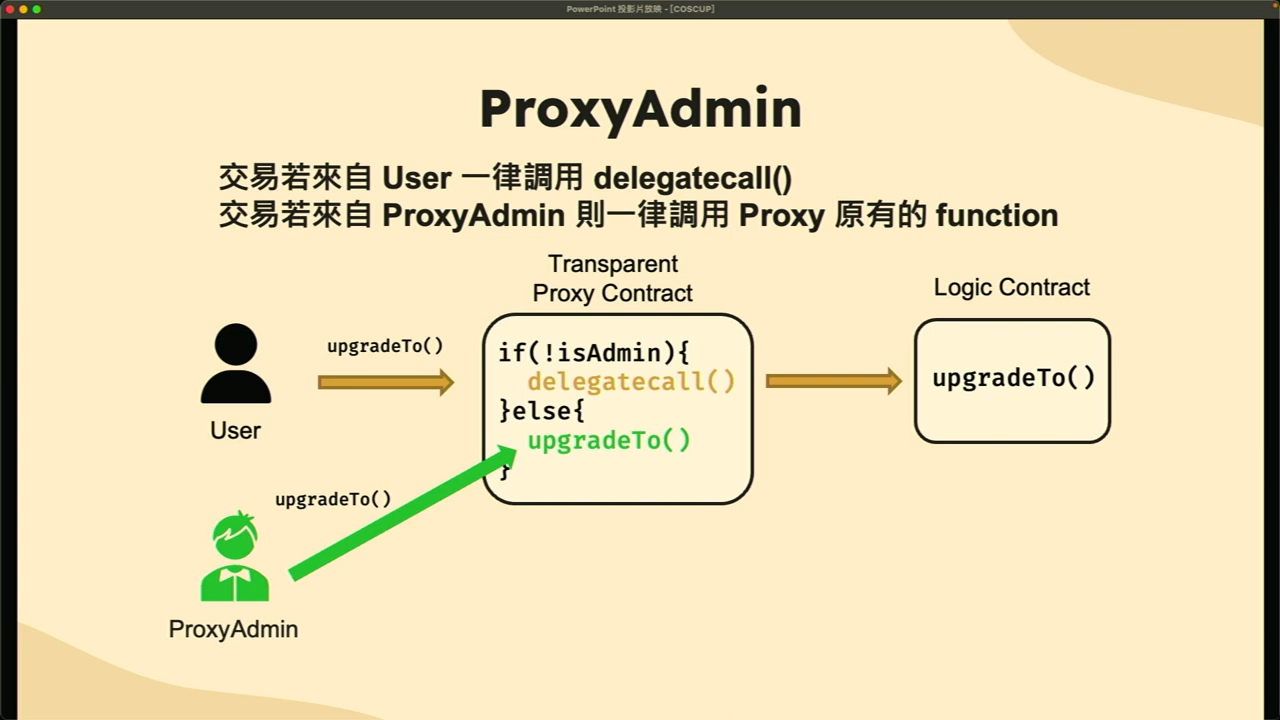 PowerPoint 投影片放映 - [COSCUP]
ProxyAdmin
交易若來自 User 一律調用 delegatecall()
交易若來自 ProxyAdmin 則一律調用 Proxy 原有的 function
Transparent
Proxy Contract
Logic Contract
upgradeTo()
if(!isAdmin){
delegatecall()
}else{
upgradeTo()
}
upgradeTo()
User
upgradeTo()
ProxyAdmin